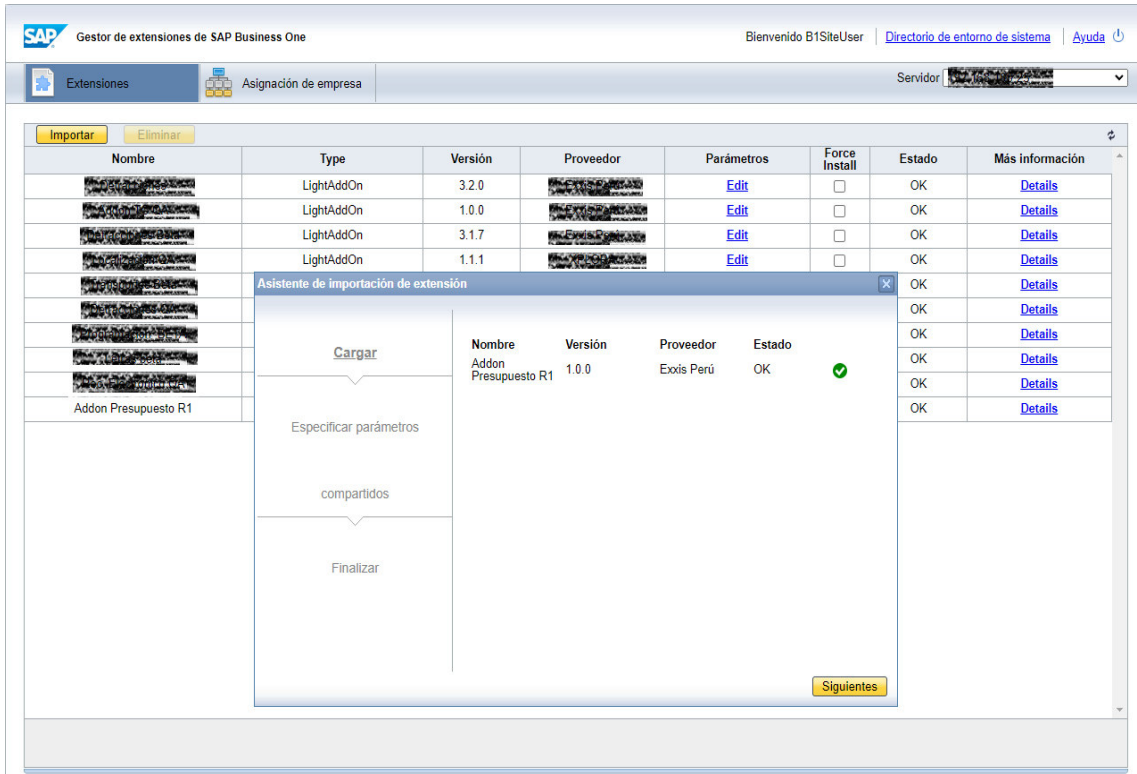 SAP Gestor de extensiones de SAP Business One Bienvenido B1SiteUser Directorio de entorno de sistema Ayuda
Extensiones Asignación de empresa Servidor
Importar Eliminar
Nombre Type Versión Proveedor Parámetros Force Install Estado Más información
LightAddOn 3.2.0 Edit OK Details
LightAddOn 1.0.0 Edit OK Details
LightAddOn 3.1.7 Edit OK Details
LightAddOn 1.1.1 Edit OK Details
OK Details
OK Details
OK Details
OK Details
OK Details
Addon Presupuesto R1 OK Details
Asistente de importación de extensión
Cargar
Especificar parámetros
compartidos
Finalizar
Nombre Versión Proveedor Estado
Addon Presupuesto R1 1.0.0 Exxis Perú OK
Siguientes